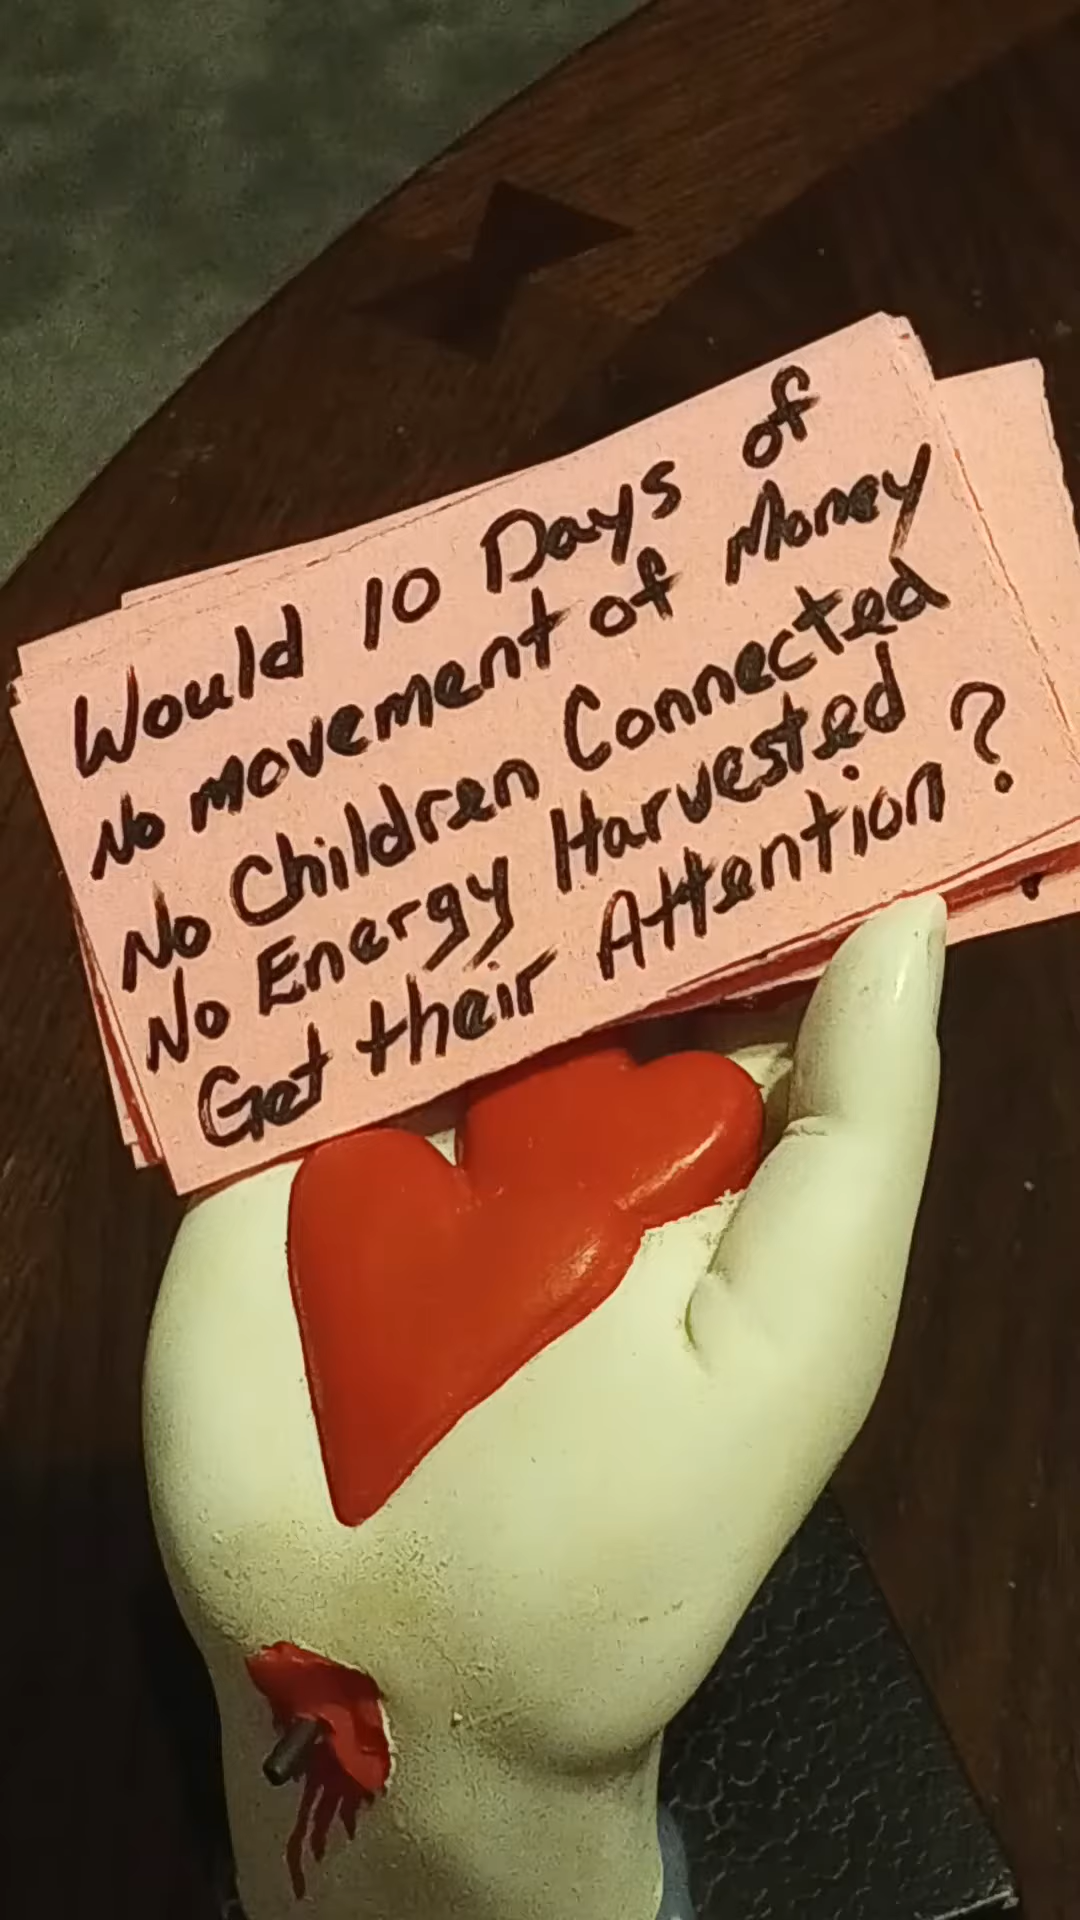 Would 10 Days of
No movement of Money
No Children Connected
No Energy Harvested
Get their Attention?